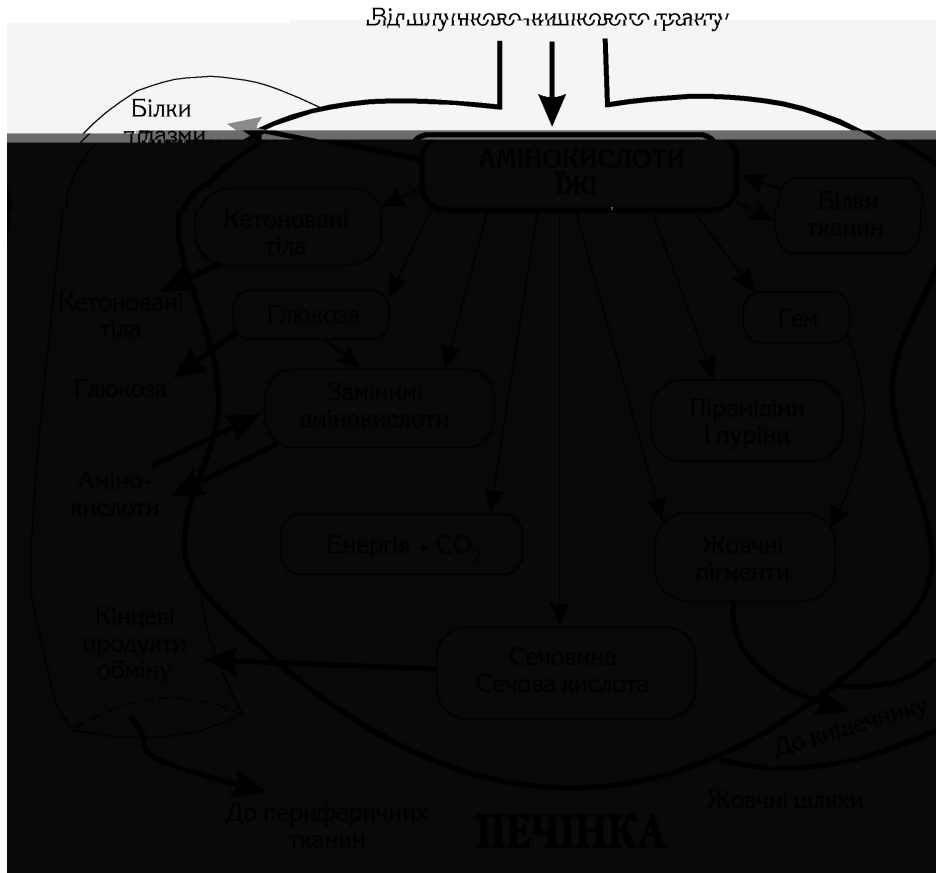 Від шлунково-кишкового тракту
Білки
плазми
АМІНОКИСЛОТИ
ЇЖІ
Білки
тканин
Кетоновані
тіла
Кетоновані
тіла
Глюкоза
Гем
Глюкоза
Замінимі
амінокислоти
Пірамідіни
і пуріни
Аміно-
кислоти
Енергія + CO₂
Жовчні
пігменти
Кінцеві
продукти
обміну
Сечовина
Сечова кислота
До кишечнику
Жовчні шляхи
До периферичних
тканин
ПЕЧІНКА